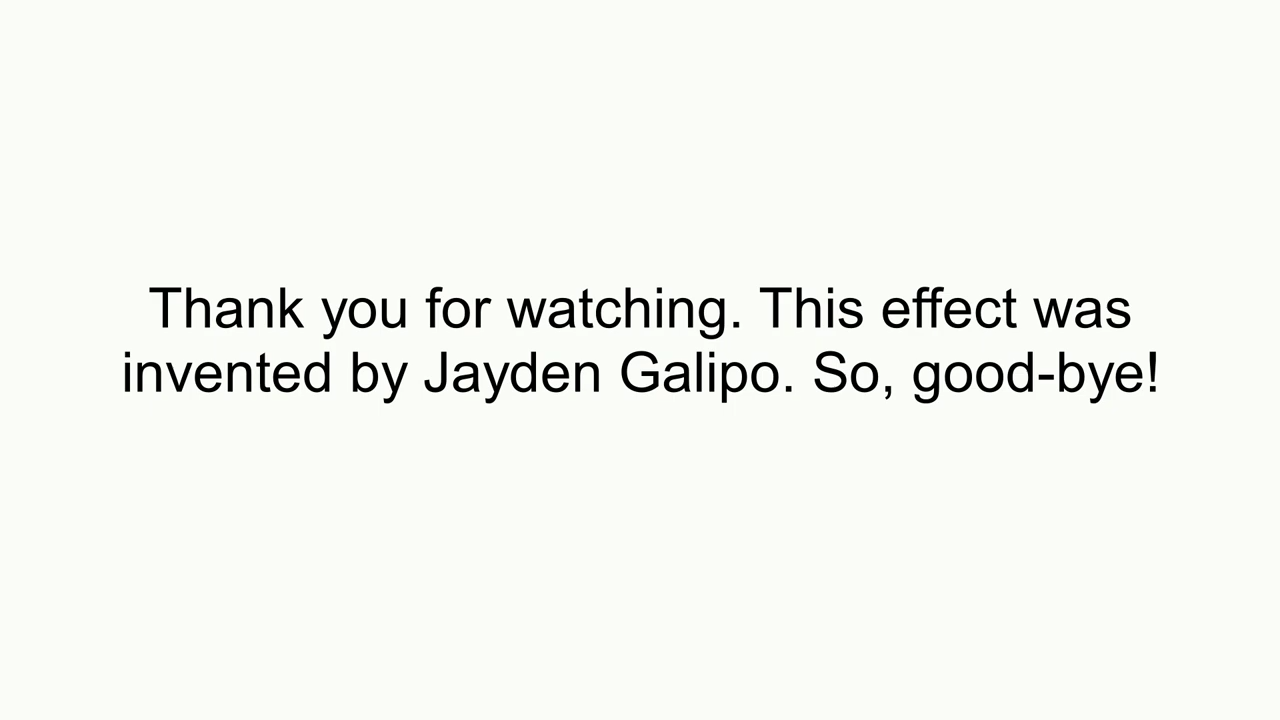 Thank you for watching. This effect was
invented by Jayden Galipo. So, good-bye!